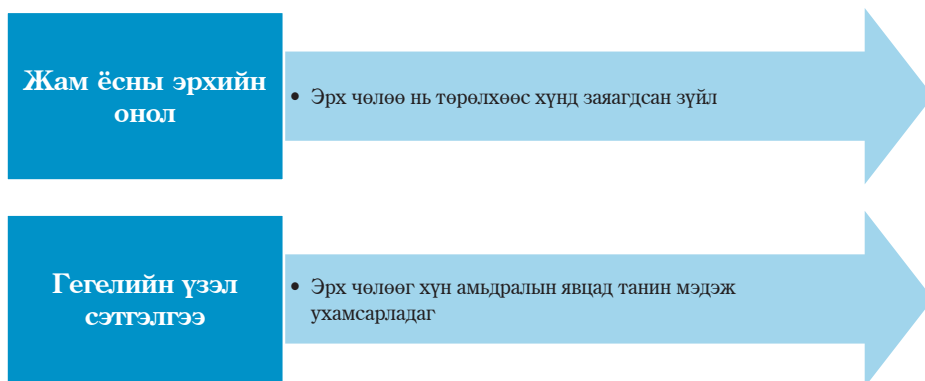 Жам ёсны эрхийн
онол
• Эрх чөлөө нь төрөлхөөс хүнд заяагдсан зүйл
Гегелийн үзэл
сэтгэлгээ
• Эрх чөлөөг хүн амьдралын явцад танин мэдэж
ухамсарладаг